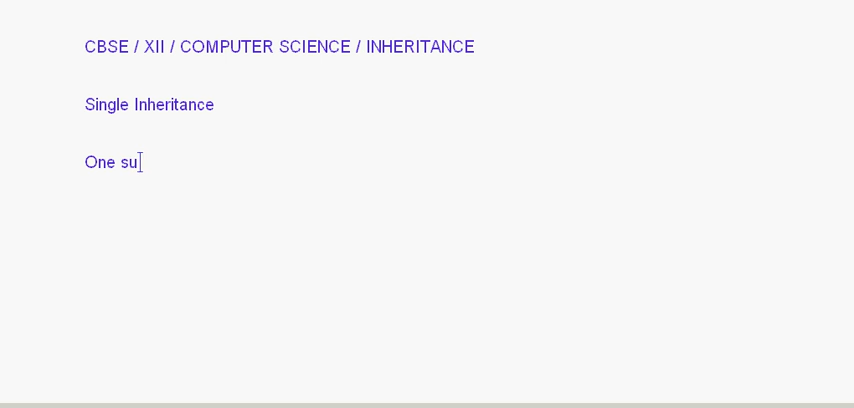 CBSE / XII / COMPUTER SCIENCE / INHERITANCE
Single Inheritance
One su